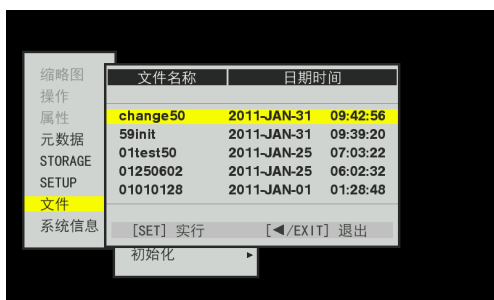 缩略图
操作
属性
元数据
STORAGE
SETUP
文件
系统信息
文件名称 日期时间
change50 2011-JAN-31 09:42:56
59init 2011-JAN-31 09:39:20
01test50 2011-JAN-25 07:03:22
01250602 2011-JAN-25 06:02:32
01010128 2011-JAN-01 01:28:48
[SET] 实行 [◀/EXIT] 退出
初始化 ▶